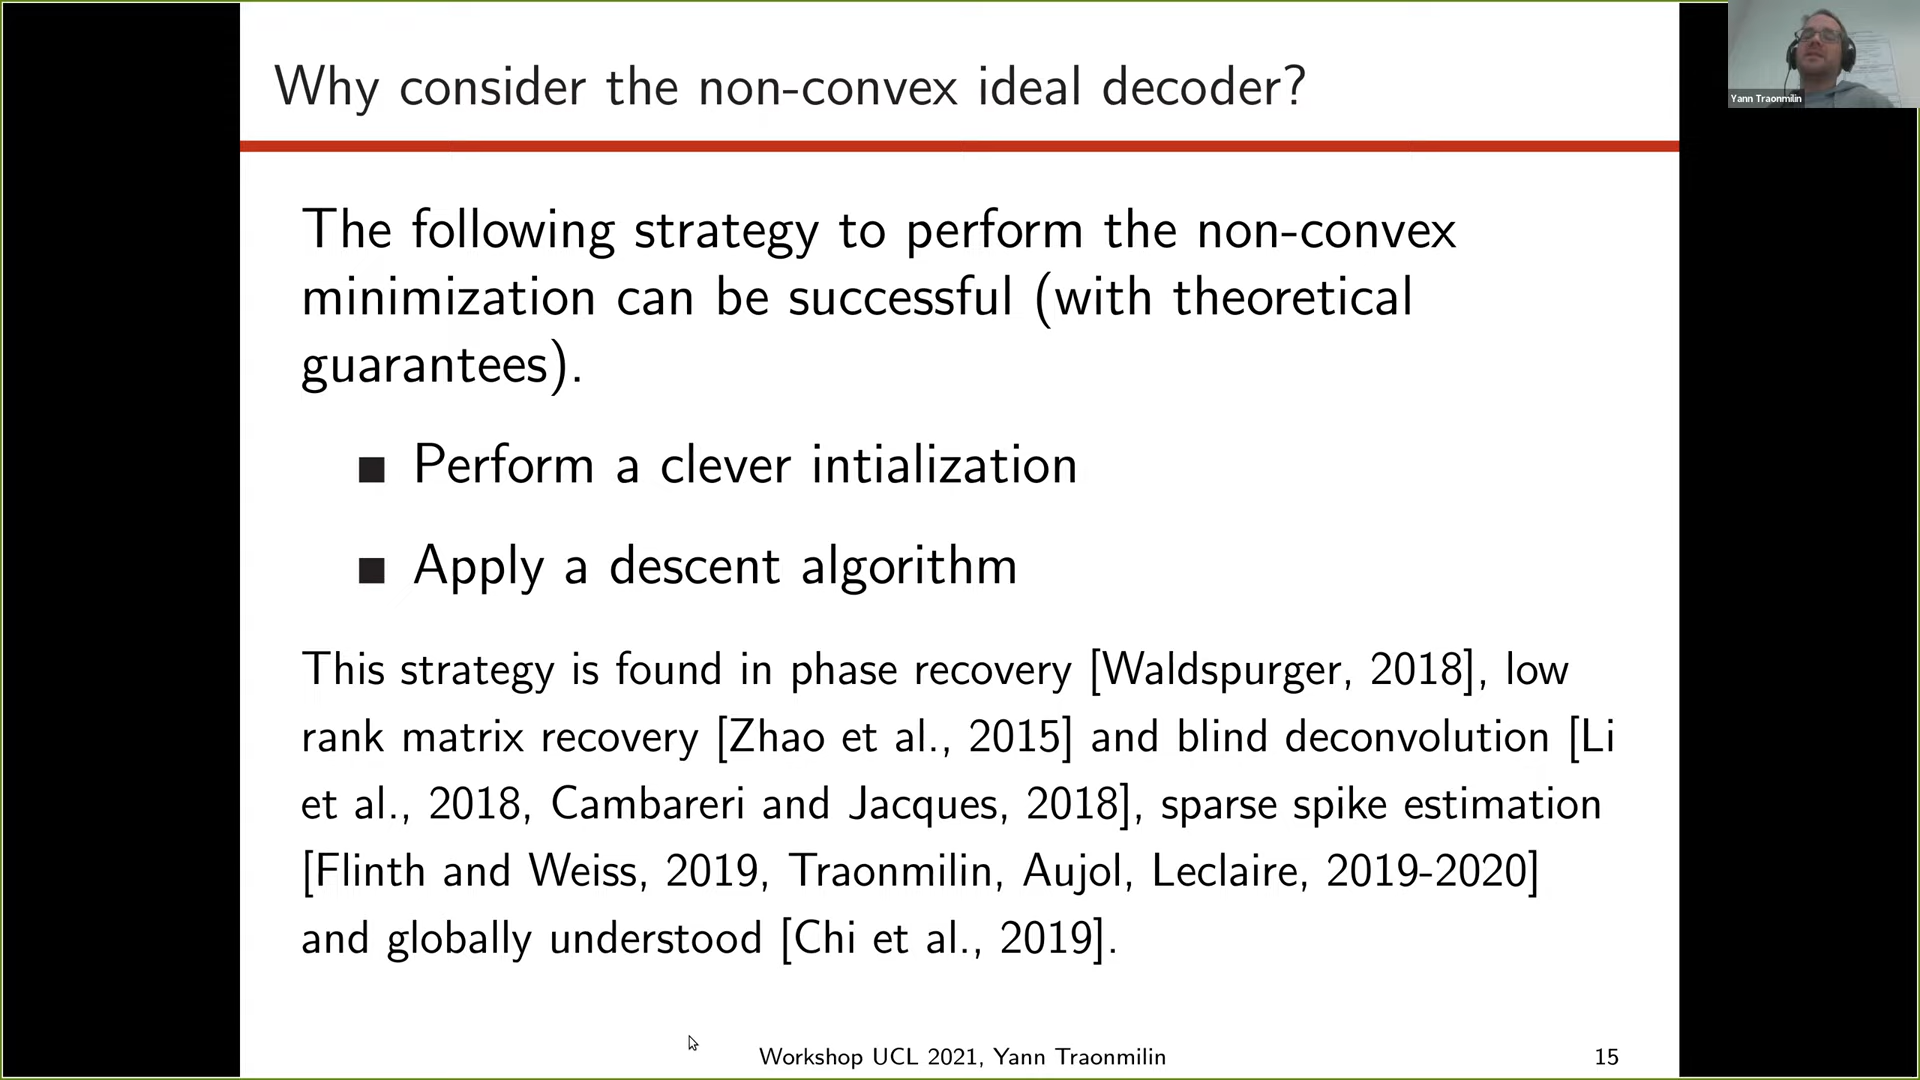 Why consider the non-convex ideal decoder?
Yann Traonmilin
The following strategy to perform the non-convex
minimization can be successful (with theoretical
guarantees).
■ Perform a clever intialization
■ Apply a descent algorithm
This strategy is found in phase recovery [Waldspurger, 2018], low
rank matrix recovery [Zhao et al., 2015] and blind deconvolution [Li
et al., 2018, Cambareri and Jacques, 2018], sparse spike estimation
[Flinth and Weiss, 2019, Traonmilin, Aujol, Leclaire, 2019-2020]
and globally understood [Chi et al., 2019].
Workshop UCL 2021, Yann Traonmilin
15